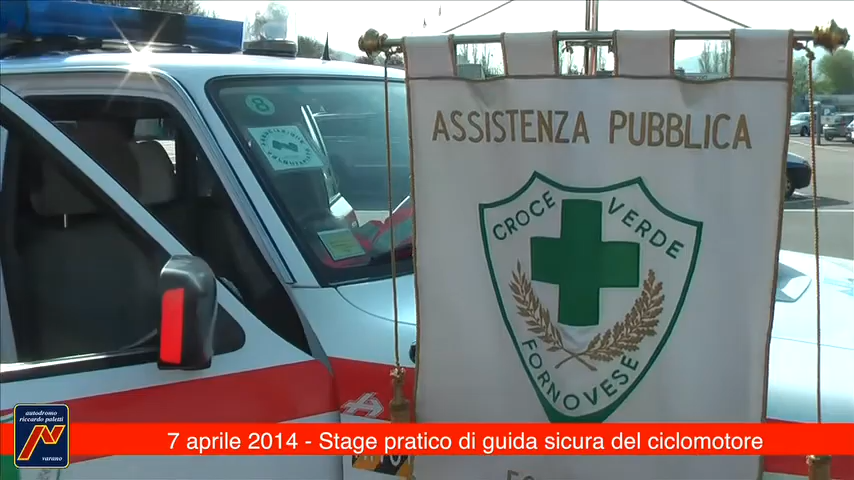 ASSISTENZA PUBBLICA
CROCE VERDE
FORNOVESE
8
autodromo
riccardo paletti
varano
7 aprile 2014 - Stage pratico di guida sicura del ciclomotore